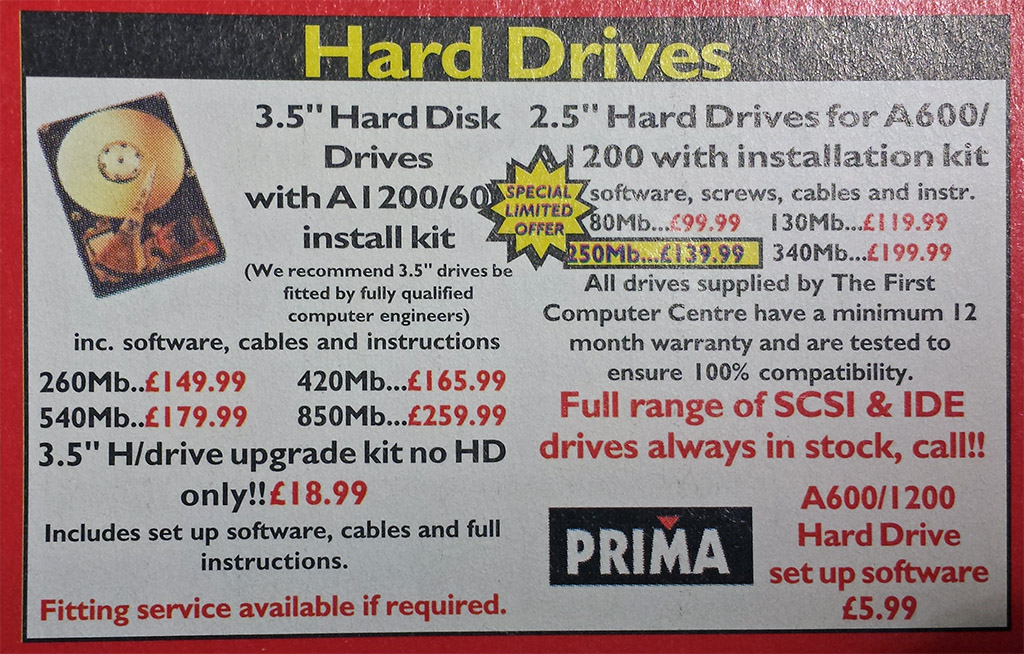 Hard Drives
3.5" Hard Disk
Drives
with A1200/60
install kit
(We recommend 3.5" drives be
fitted by fully qualified
computer engineers)
inc. software, cables and instructions
260Mb..£149.99 420Mb...£165.99
540Mb..£179.99 850Mb...£259.99
3.5" H/drive upgrade kit no HD
only!!£18.99
Includes set up software, cables and full
instructions.
Fitting service available if required.
2.5" Hard Drives for A600/
A1200 with installation kit
software, screws, cables and instr.
SPECIAL
LIMITED
OFFER
80Mb...£99.99 130Mb...£119.99
250Mb...£139.99 340Mb...£199.99
All drives supplied by The First
Computer Centre have a minimum 12
month warranty and are tested to
ensure 100% compatibility.
Full range of SCSI & IDE
drives always in stock, call!!
PRIMA
A600/1200
Hard Drive
set up software
£5.99